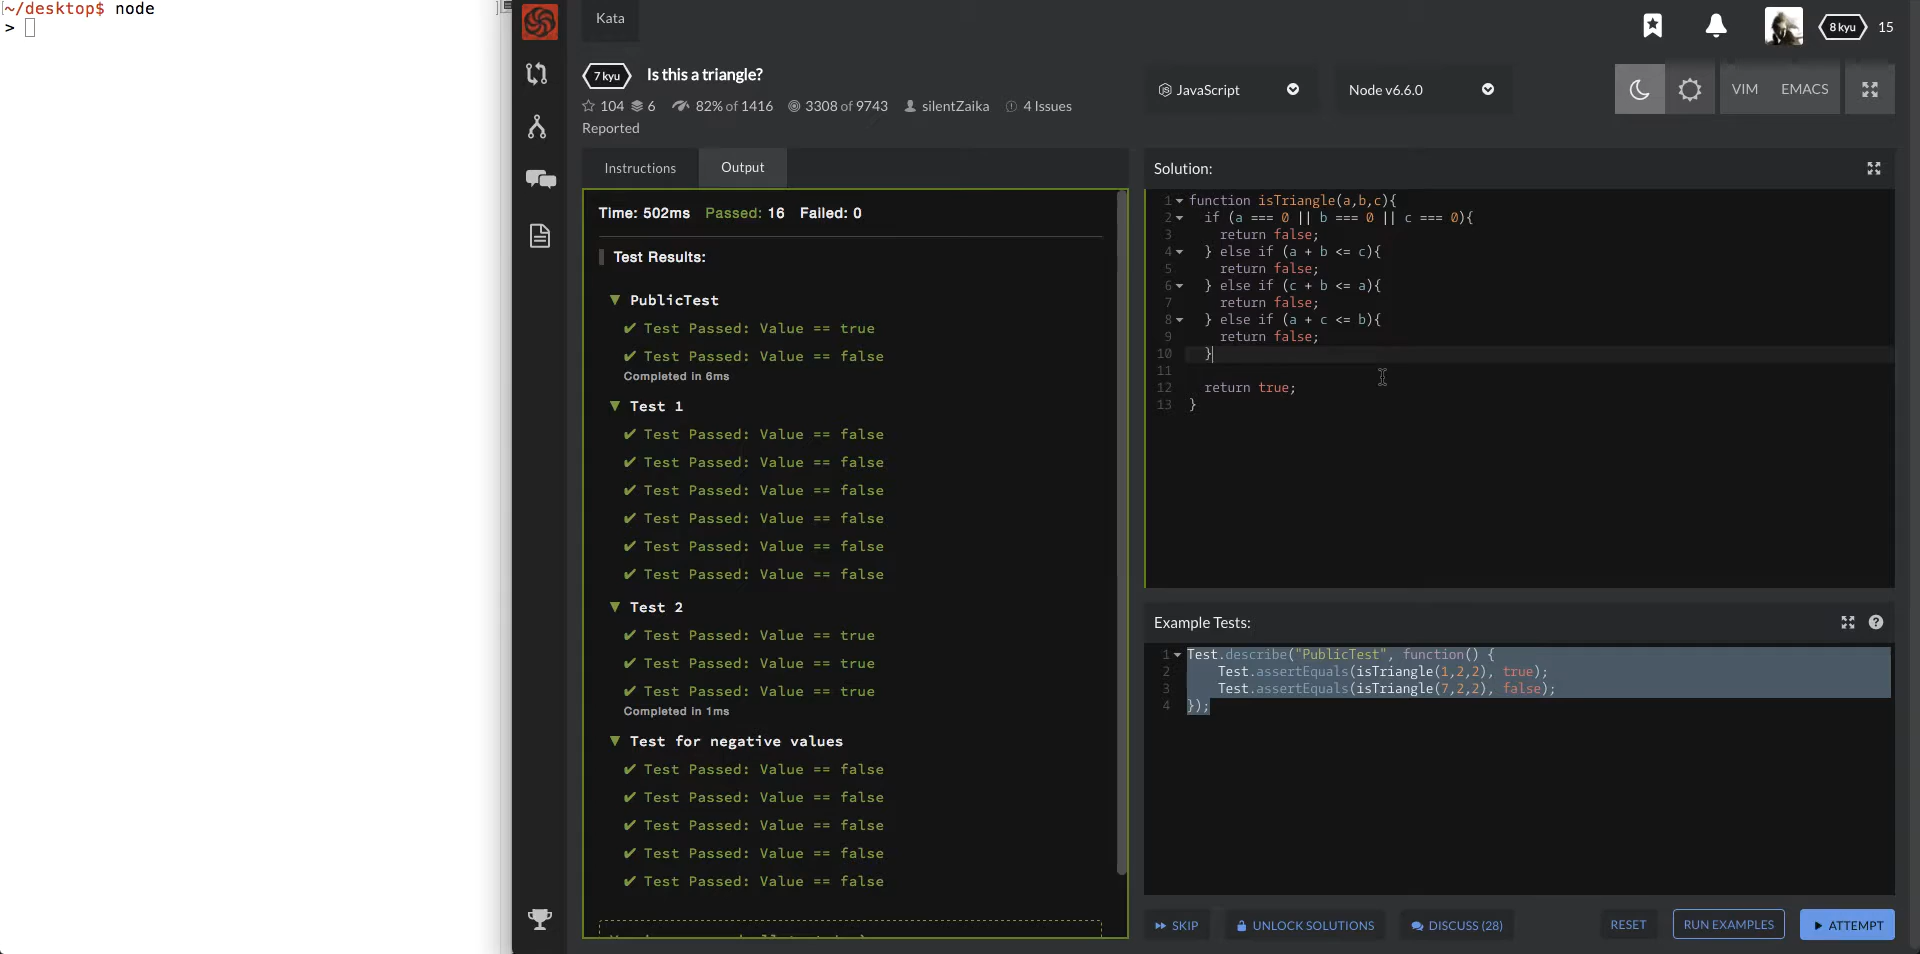 [~/desktop$ node
>
Kata
8 kyu 15
7 kyu Is this a triangle?
104 6 82% of 1416 3308 of 9743 silentZaika 4 Issues
Reported
JavaScript
Node v6.6.0
VIM EMACS
Instructions Output
Time: 502ms Passed: 16 Failed: 0
Test Results:
▼ PublicTest
✔ Test Passed: Value == true
✔ Test Passed: Value == false
Completed in 6ms
▼ Test 1
✔ Test Passed: Value == false
✔ Test Passed: Value == false
✔ Test Passed: Value == false
✔ Test Passed: Value == false
✔ Test Passed: Value == false
✔ Test Passed: Value == false
▼ Test 2
✔ Test Passed: Value == true
✔ Test Passed: Value == true
✔ Test Passed: Value == true
Completed in 1ms
▼ Test for negative values
✔ Test Passed: Value == false
✔ Test Passed: Value == false
✔ Test Passed: Value == false
✔ Test Passed: Value == false
✔ Test Passed: Value == false
Solution:
1 function isTriangle(a,b,c){
2 if (a === 0 || b === 0 || c === 0){
3 return false;
4 } else if (a + b <= c){
5 return false;
6 } else if (c + b <= a){
7 return false;
8 } else if (a + c <= b){
9 return false;
10 }
11
12 return true;
13 }
Example Tests:
1 Test.describe("PublicTest", function() {
2 Test.assertEquals(isTriangle(1,2,2), true);
3 Test.assertEquals(isTriangle(7,2,2), false);
4 });
SKIP UNLOCK SOLUTIONS DISCUSS (28) RESET RUN EXAMPLES ATTEMPT